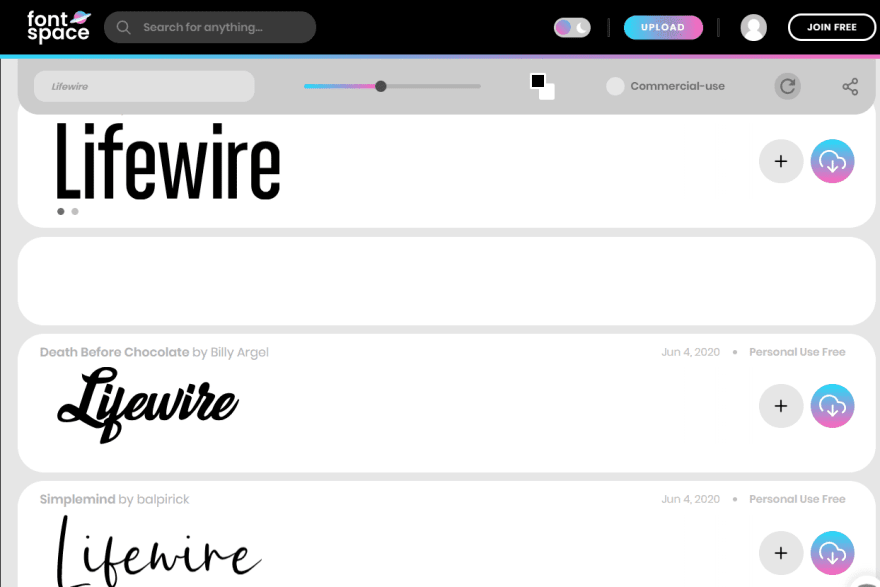 font
space
Search for anything...
UPLOAD
JOIN FREE
Lifewire
Commercial-use
Lifewire
Death Before Chocolate by Billy Argel
Jun 4, 2020 • Personal Use Free
Lifewire
Simplemind by balpirick
Jun 4, 2020 • Personal Use Free
Lifewire